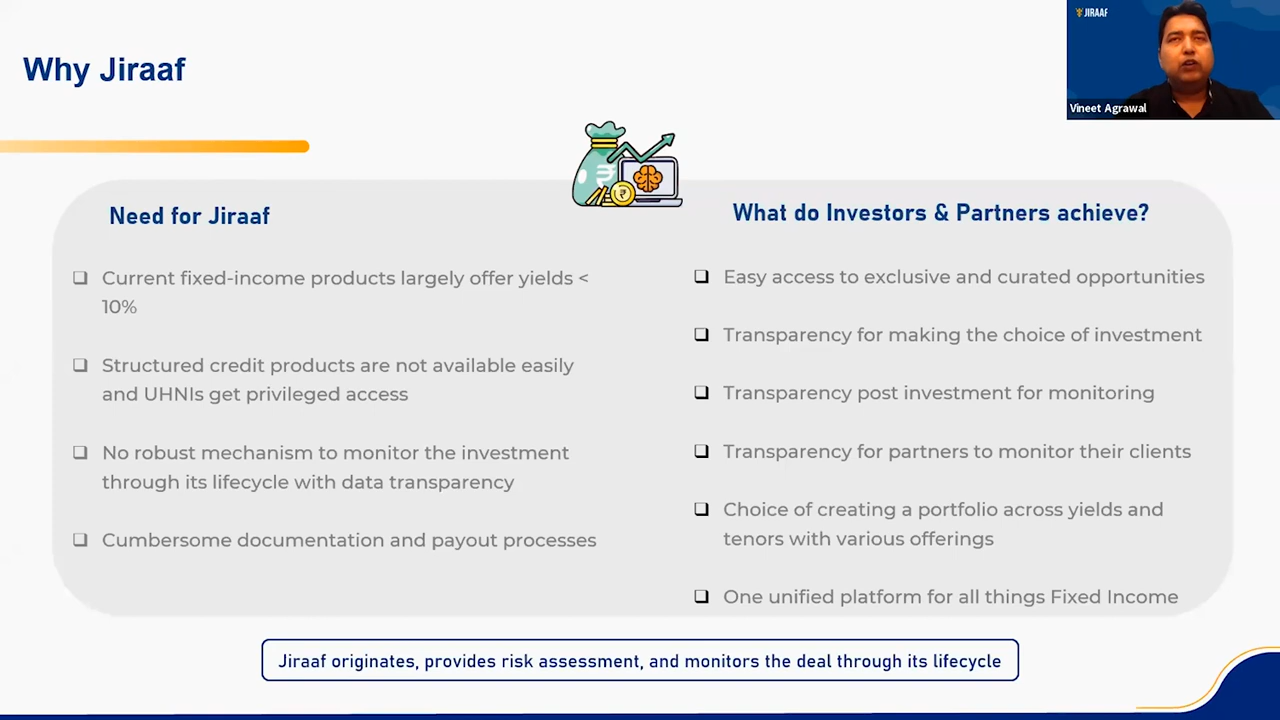 Why Jiraaf
JIRAAF
Vineet Agrawal
Need for Jiraaf
Current fixed-income products largely offer yields <
10%
Structured credit products are not available easily
and UHNIs get privileged access
No robust mechanism to monitor the investment
through its lifecycle with data transparency
Cumbersome documentation and payout processes
What do Investors & Partners achieve?
Easy access to exclusive and curated opportunities
Transparency for making the choice of investment
Transparency post investment for monitoring
Transparency for partners to monitor their clients
Choice of creating a portfolio across yields and
tenors with various offerings
One unified platform for all things Fixed Income
Jiraaf originates, provides risk assessment, and monitors the deal through its lifecycle